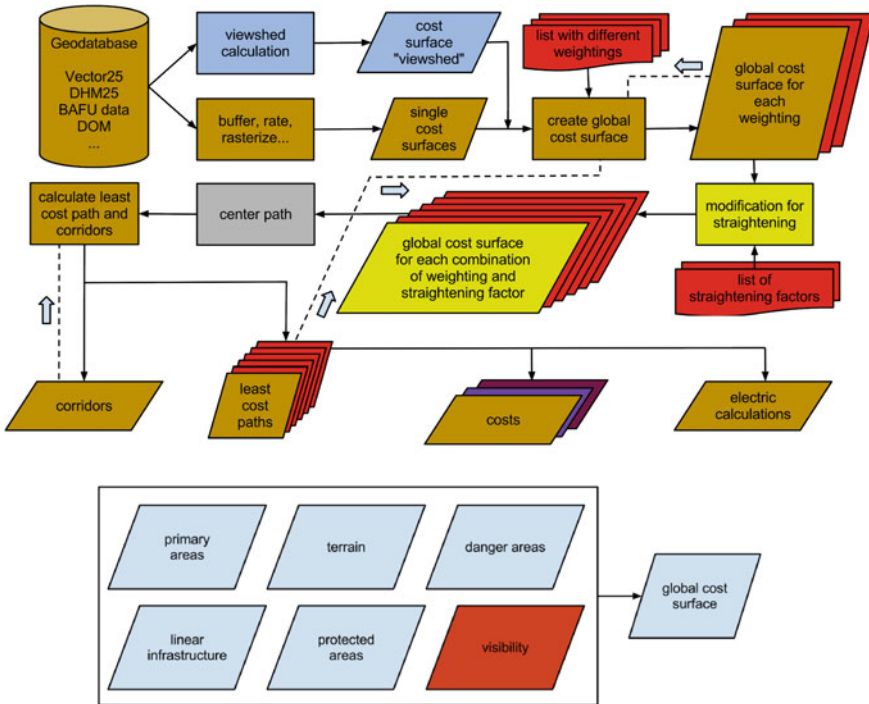 Geodatabase
Vector25
DHM25
BAFU data
DOM
...
viewshed
calculation
cost
surface
"viewshed"
list with different
weightings
global cost
surface for
each
weighting
buffer, rate,
rasterize...
single
cost
surfaces
create global
cost surface
calculate least
cost path and
corridors
center path
global cost surface
for each combination
of weighting and
straightening factor
modification for
straightening
list of
straightening factors
corridors
least
cost
paths
costs
electric
calculations
primary
areas
terrain
danger areas
global cost
surface
linear
infrastructure
protected
areas
visibility